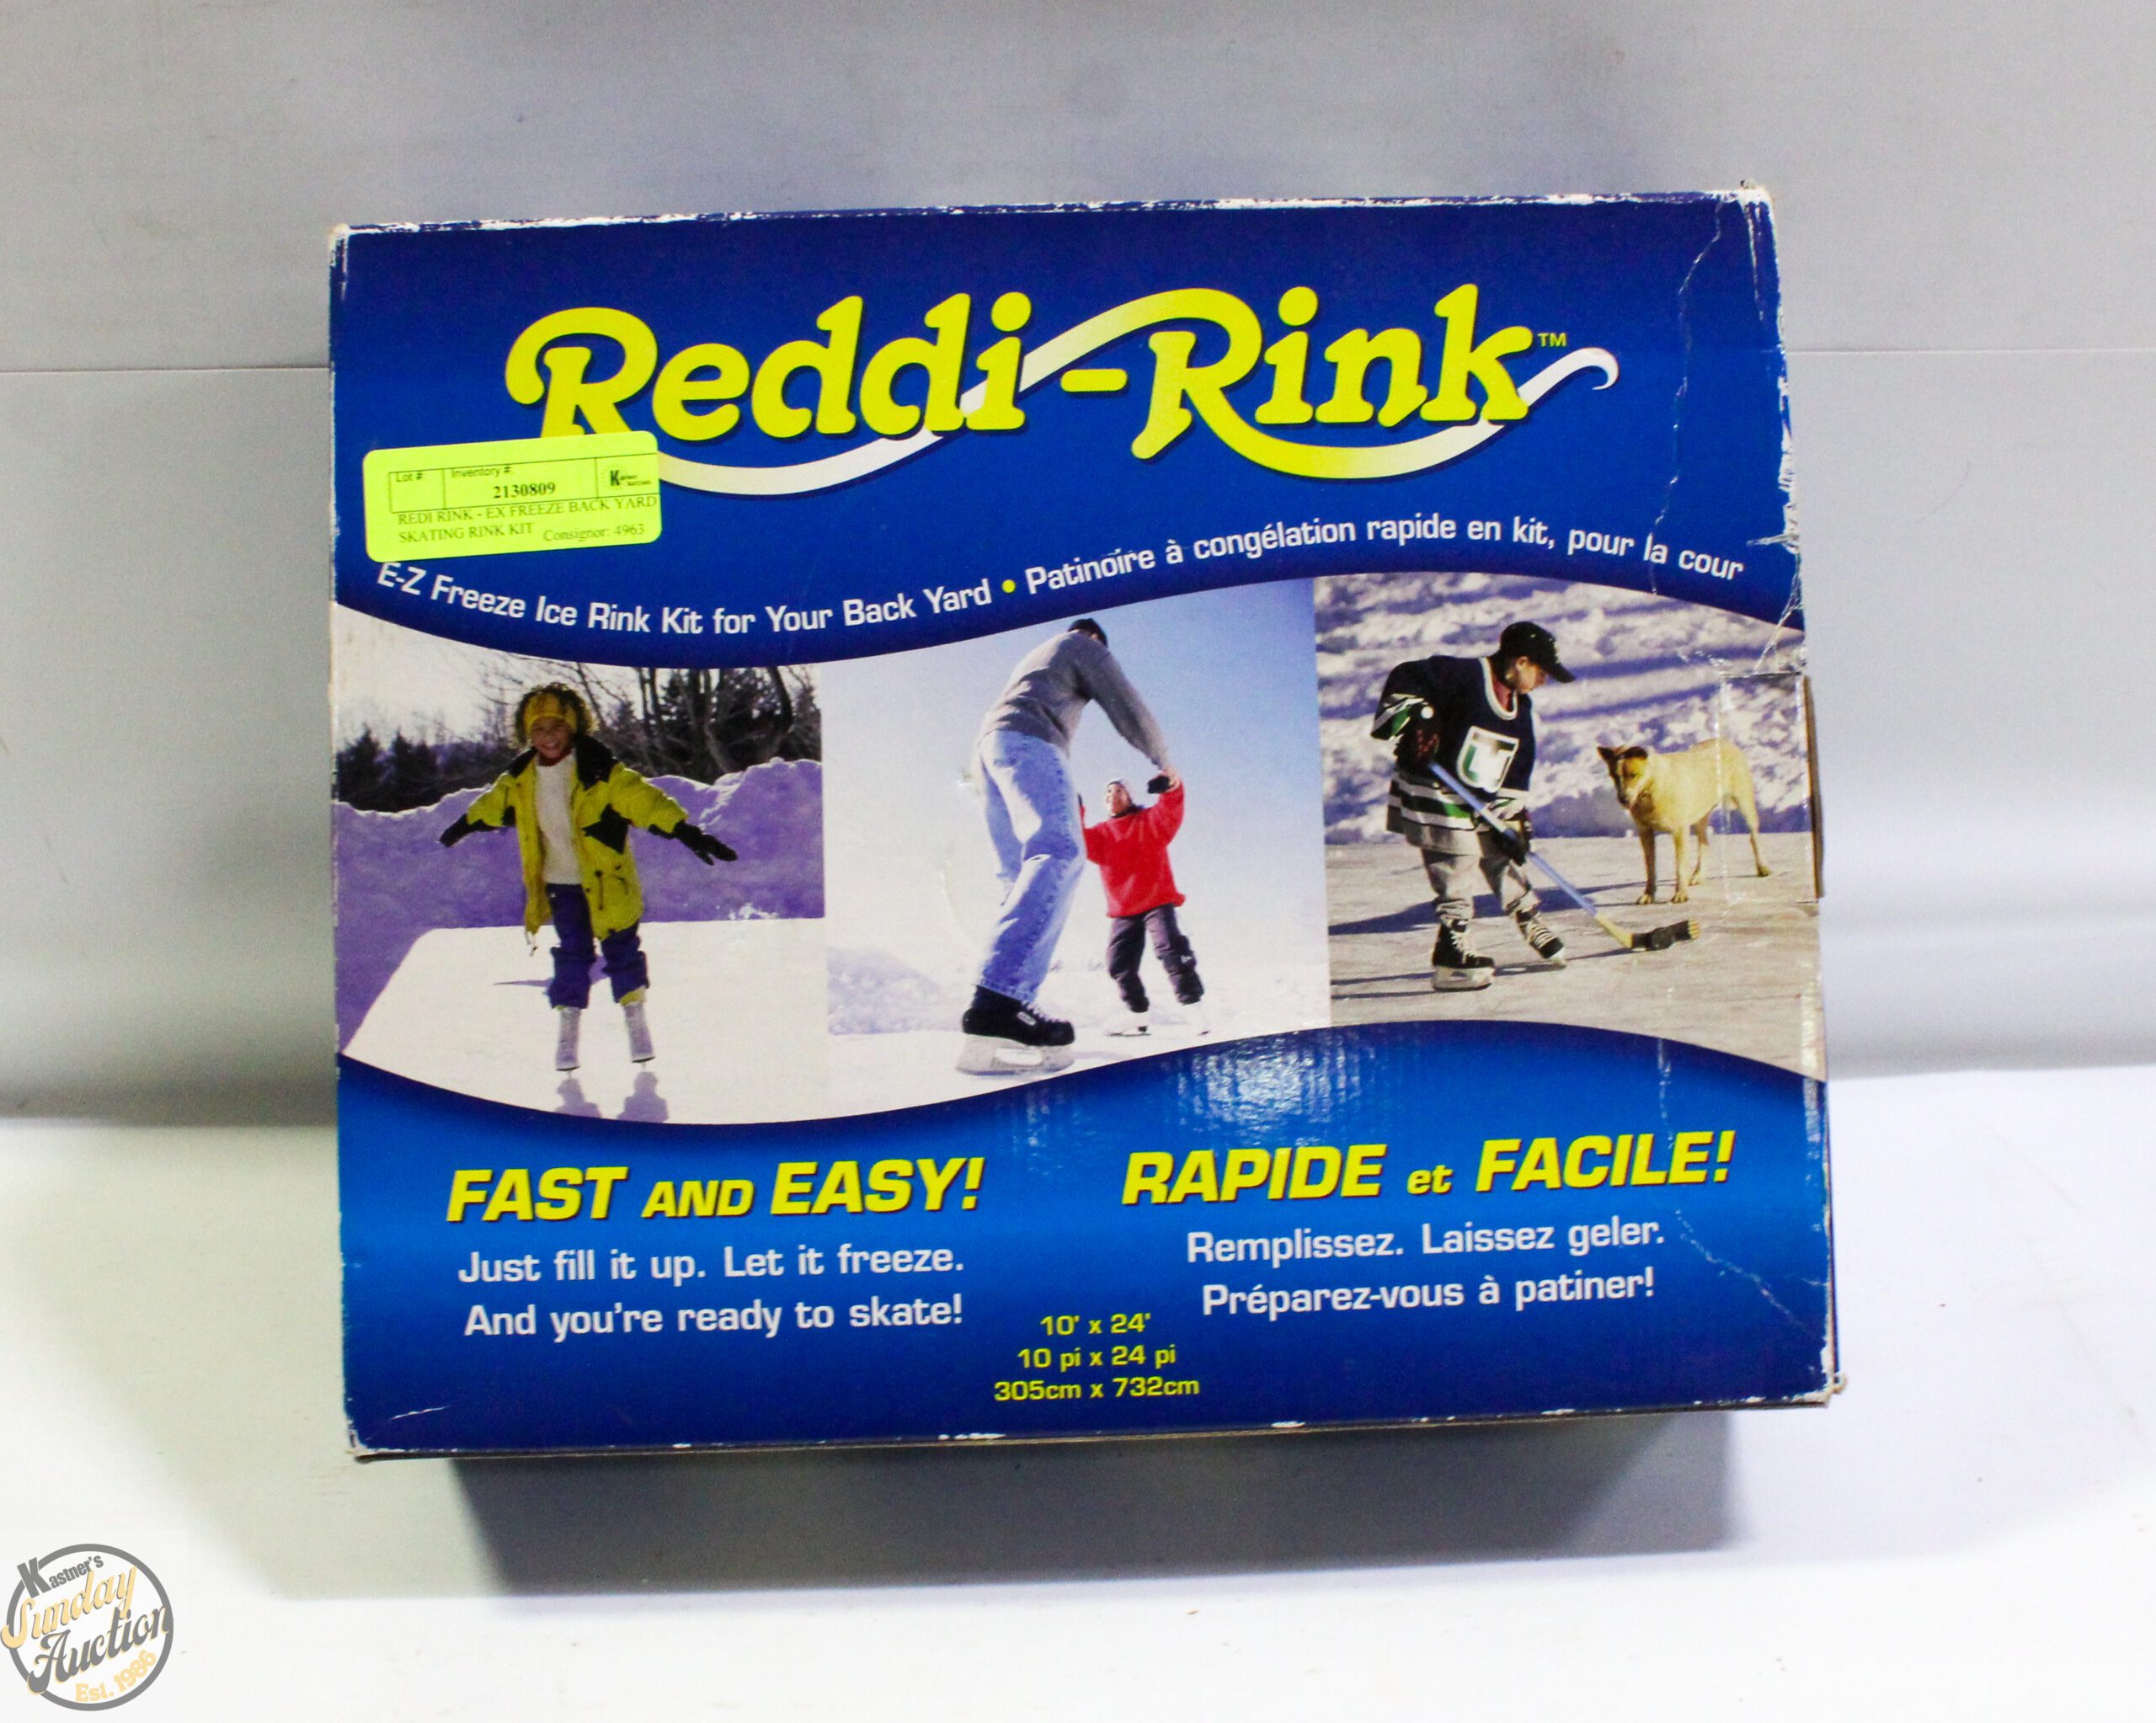 Reddi-Rink™
Lot #:
Inventory #:
2130809
REDI RINK - EX FREEZE BACK YARD
SKATING RINK KIT Consignor: 4963
E-Z Freeze Ice Rink Kit for Your Back Yard • Patinoire à congélation rapide en kit, pour la cour
FAST AND EASY!
Just fill it up. Let it freeze.
And you're ready to skate!
RAPIDE et FACILE!
Remplissez. Laissez geler.
Préparez-vous à patiner!
10' x 24'
10 pi x 24 pi
305cm x 732cm
Kastner's
Sunday
Auction
Est. 1986